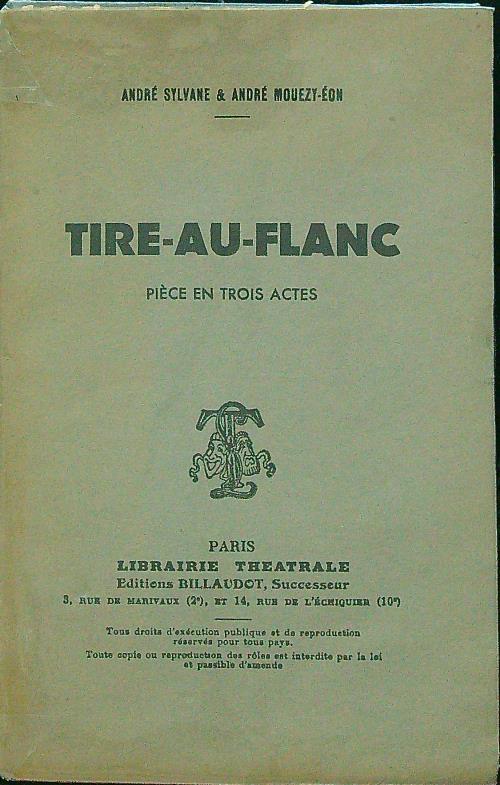 ANDRÉ SYLVANE & ANDRÉ MOUEZY-ÉON
TIRE-AU-FLANC
PIÈCE EN TROIS ACTES
PARIS
LIBRAIRIE THEATRALE
Editions BILLAUDOT, Successeur
3, RUE DE MARIVAUX (2e), ET 14, RUE DE L'ÉCHIQUIER (10e)
Tous droits d'exécution publique et de reproduction
réservés pour tous pays.
Toute copie ou reproduction des rôles est interdite par la loi
et passible d'amende